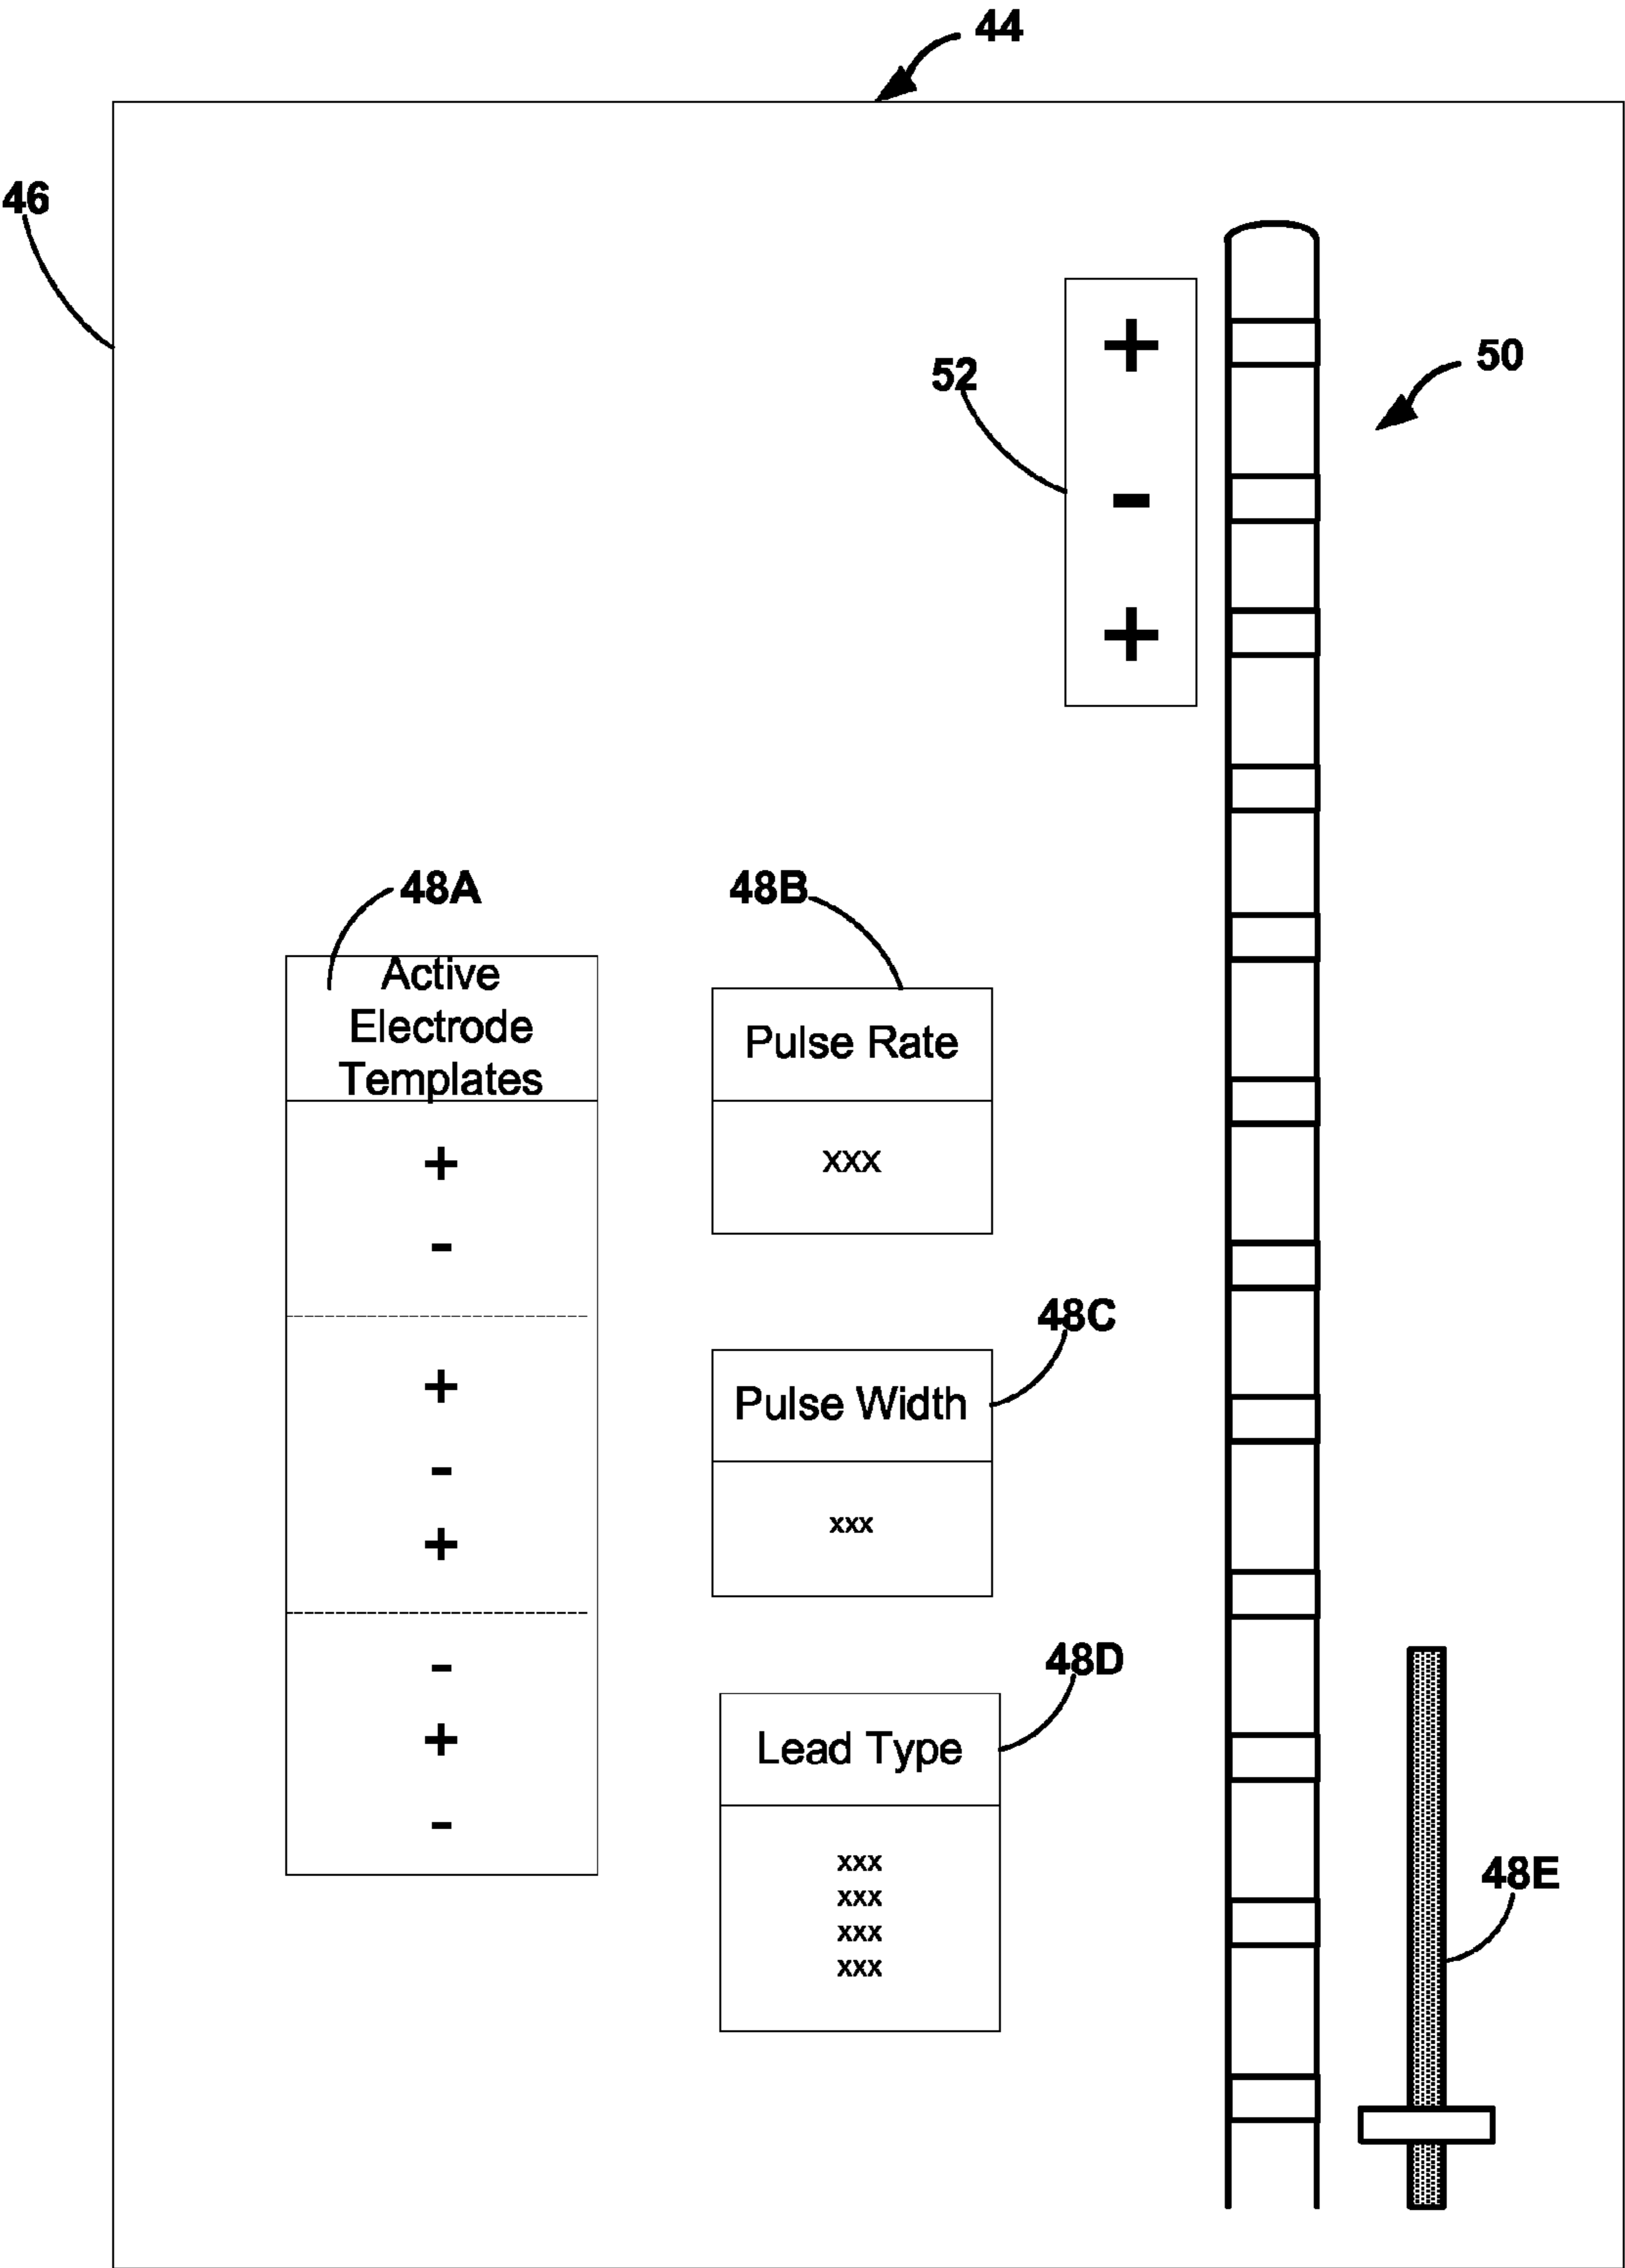 44
46
+
52
50
-
+
48A
48B
Active
Electrode
Templates
Pulse Rate
+
xxx
-
48C
+
Pulse Width
-
xxx
+
48D
-
+
Lead Type
-
xxx
xxx
xxx
xxx
48E